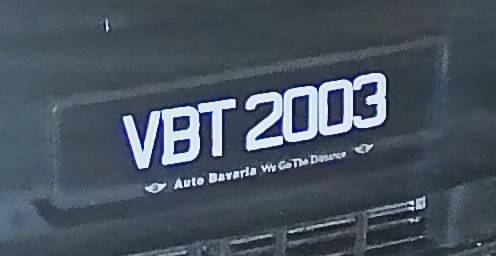 VBT 2003
Auto Bavaria We Go The Distance